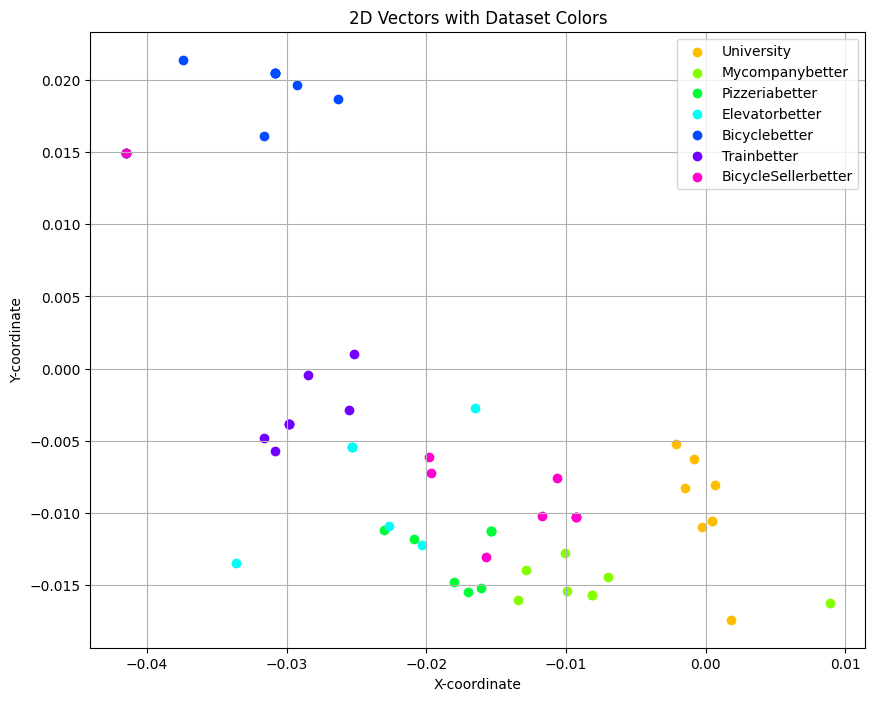 2D Vectors with Dataset Colors
University
Mycompanybetter
Pizzeriabetter
Elevatorbetter
Bicyclebetter
Trainbetter
BicycleSellerbetter
0.020
0.015
0.010
0.005
0.000
−0.005
−0.010
−0.015
Y-coordinate
−0.04 −0.03 −0.02 −0.01 0.00 0.01
X-coordinate